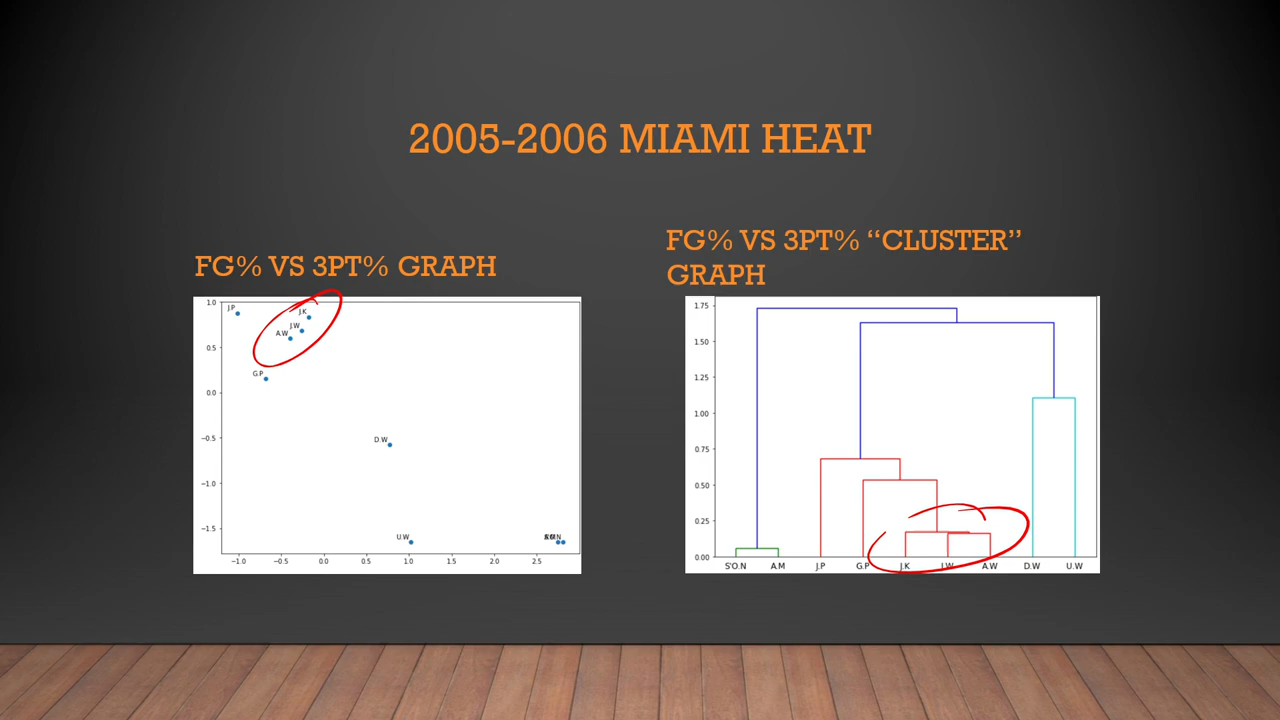 2005-2006 MIAMI HEAT
FG% VS 3PT% GRAPH
FG% VS 3PT% “CLUSTER”
GRAPH
1.0
0.5
0.0
−0.5
−1.0
−1.5
J.P
J.K
J.W
A.W
G.P
D.W
U.W
−1.0 −0.5 0.0 0.5 1.0 1.5 2.0 2.5
1.75
1.50
1.25
1.00
0.75
0.50
0.25
0.00
S'O.N A.M J.P G.P J.K J.W A.W D.W U.W